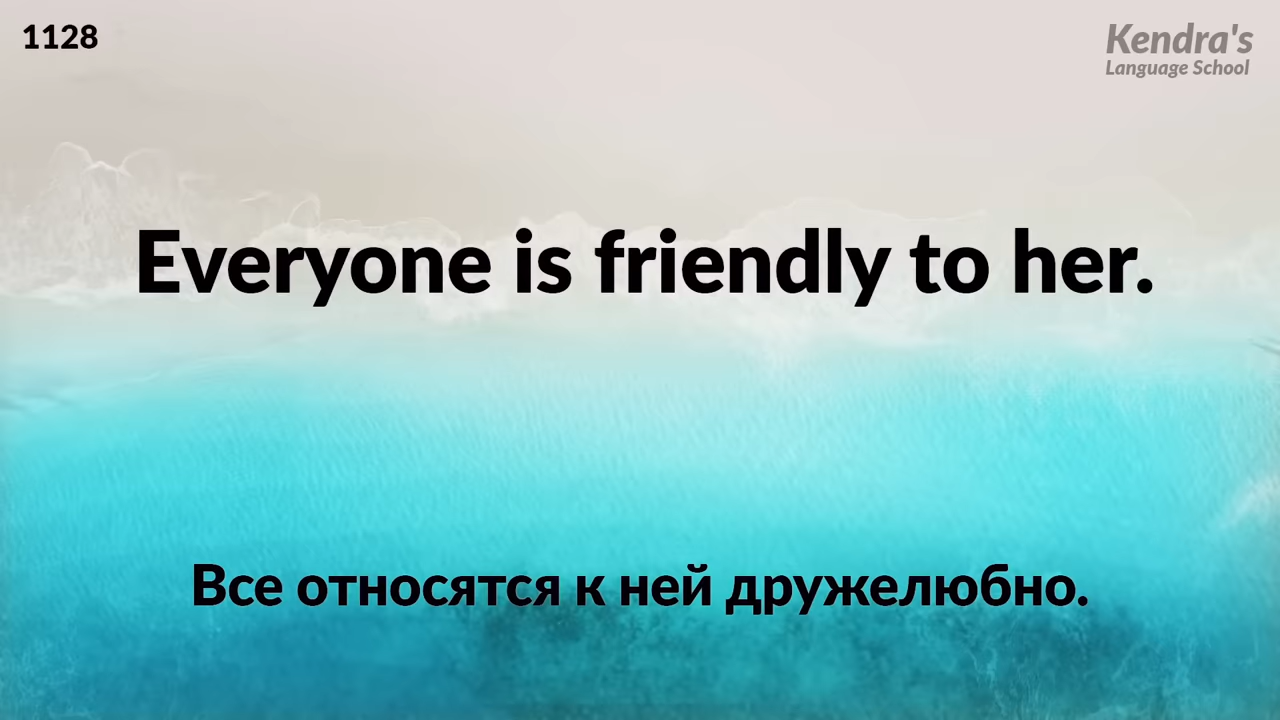 1128
Kendra's
Language School
Everyone is friendly to her.
Все относятся к ней дружелюбно.